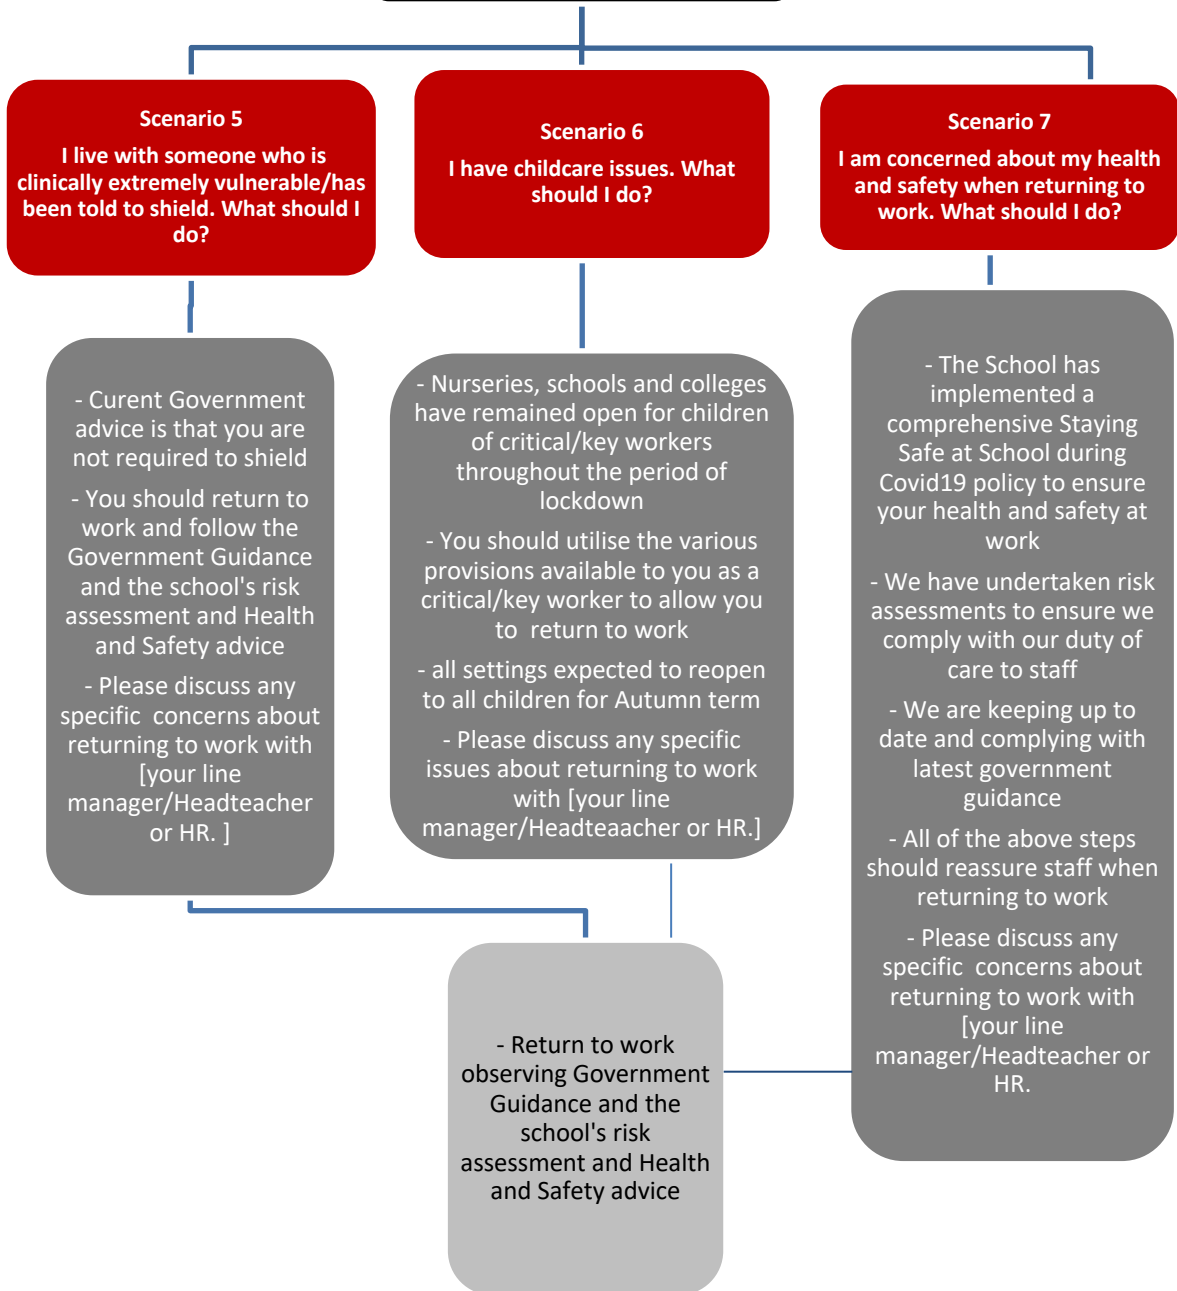 Scenario 5
I live with someone who is
clinically extremely vulnerable/has
been told to shield. What should I
do?
Scenario 6
I have childcare issues. What
should I do?
Scenario 7
I am concerned about my health
and safety when returning to
work. What should I do?
- Curent Government
advice is that you are
not required to shield
- You should return to
work and follow the
Government Guidance
and the school's risk
assessment and Health
and Safety advice
- Please discuss any
specific  concerns about
returning to work with
[your line
manager/Headteacher
or HR. ]
- Nurseries, schools and colleges
have remained open for children
of critical/key workers
throughout the period of
lockdown
- You should utilise the various
provisions available to you as a
critical/key worker to allow you
to  return to work
- all settings expected to reopen
to all children for Autumn term
- Please discuss any specific
issues about returning to work
with [your line
manager/Headteaacher or HR.]
- The School has
implemented a
comprehensive Staying
Safe at School during
Covid19 policy to ensure
your health and safety at
work
- We have undertaken risk
assessments to ensure we
comply with our duty of
care to staff
- We are keeping up to
date and complying with
latest government
guidance
- All of the above steps
should reassure staff when
returning to work
- Please discuss any
specific  concerns about
returning to work with
[your line
manager/Headteacher or
HR.
- Return to work
observing Government
Guidance and the
school's risk
assessment and Health
and Safety advice